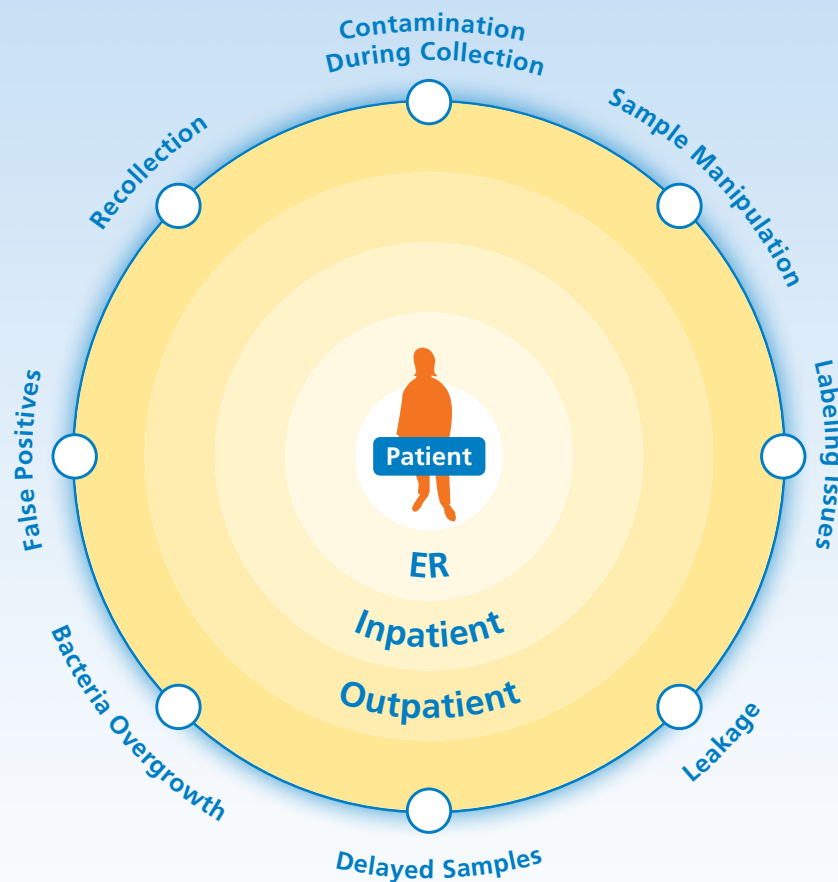 Contamination
During Collection
Sample Manipulation
Labeling Issues
Leakage
Delayed Samples
Bacteria Overgrowth
False Positives
Recollection
Patient
ER
Inpatient
Outpatient